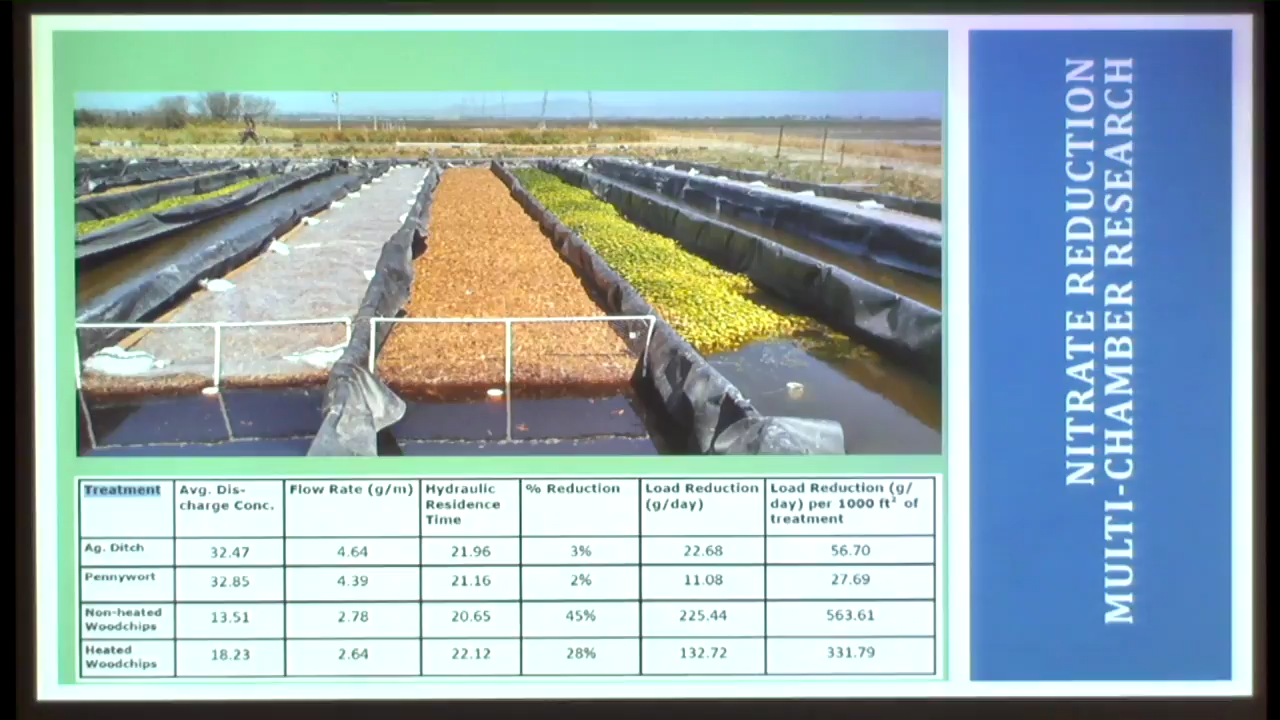 NITRATE REDUCTION
MULTI-CHAMBER RESEARCH
Treatment Avg. Dis-charge Conc. Flow Rate (g/m) Hydraulic Residence Time % Reduction Load Reduction (g/day) Load Reduction (g/day) per 1000 ft² of treatment
Ag. Ditch 32.47 4.64 21.96 3% 22.68 56.70
Pennywort 32.85 4.39 21.16 2% 11.08 27.69
Non-heated Woodchips 13.51 2.78 20.65 45% 225.44 563.61
Heated Woodchips 18.23 2.64 22.12 28% 132.72 331.79